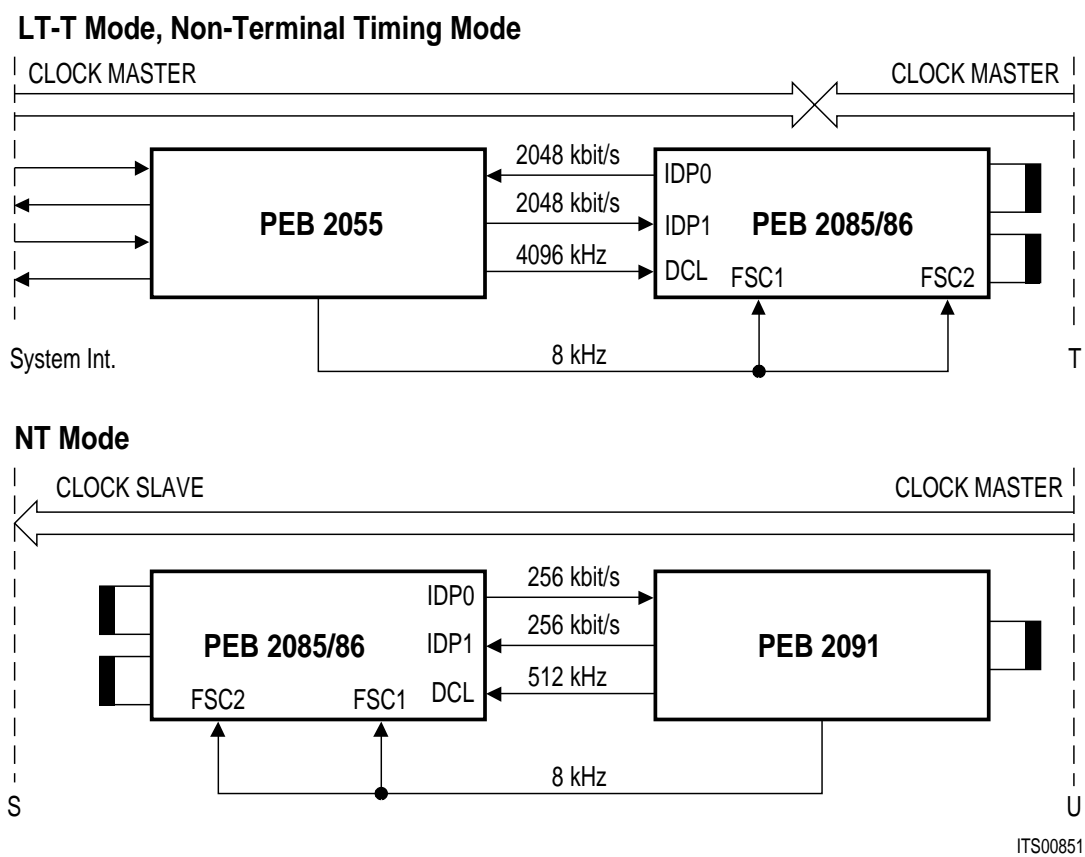 LT-T Mode, Non-Terminal Timing Mode
CLOCK MASTER CLOCK MASTER
2048 kbit/s
IDP0
2048 kbit/s
PEB 2055
IDP1
PEB 2085/86
4096 kHz
DCL
FSC1
FSC2
System Int.
8 kHz
T
NT Mode
CLOCK SLAVE CLOCK MASTER
IDP0
256 kbit/s
PEB 2085/86
IDP1
256 kbit/s
PEB 2091
FSC2
FSC1
DCL
512 kHz
8 kHz
S
U
ITS00851